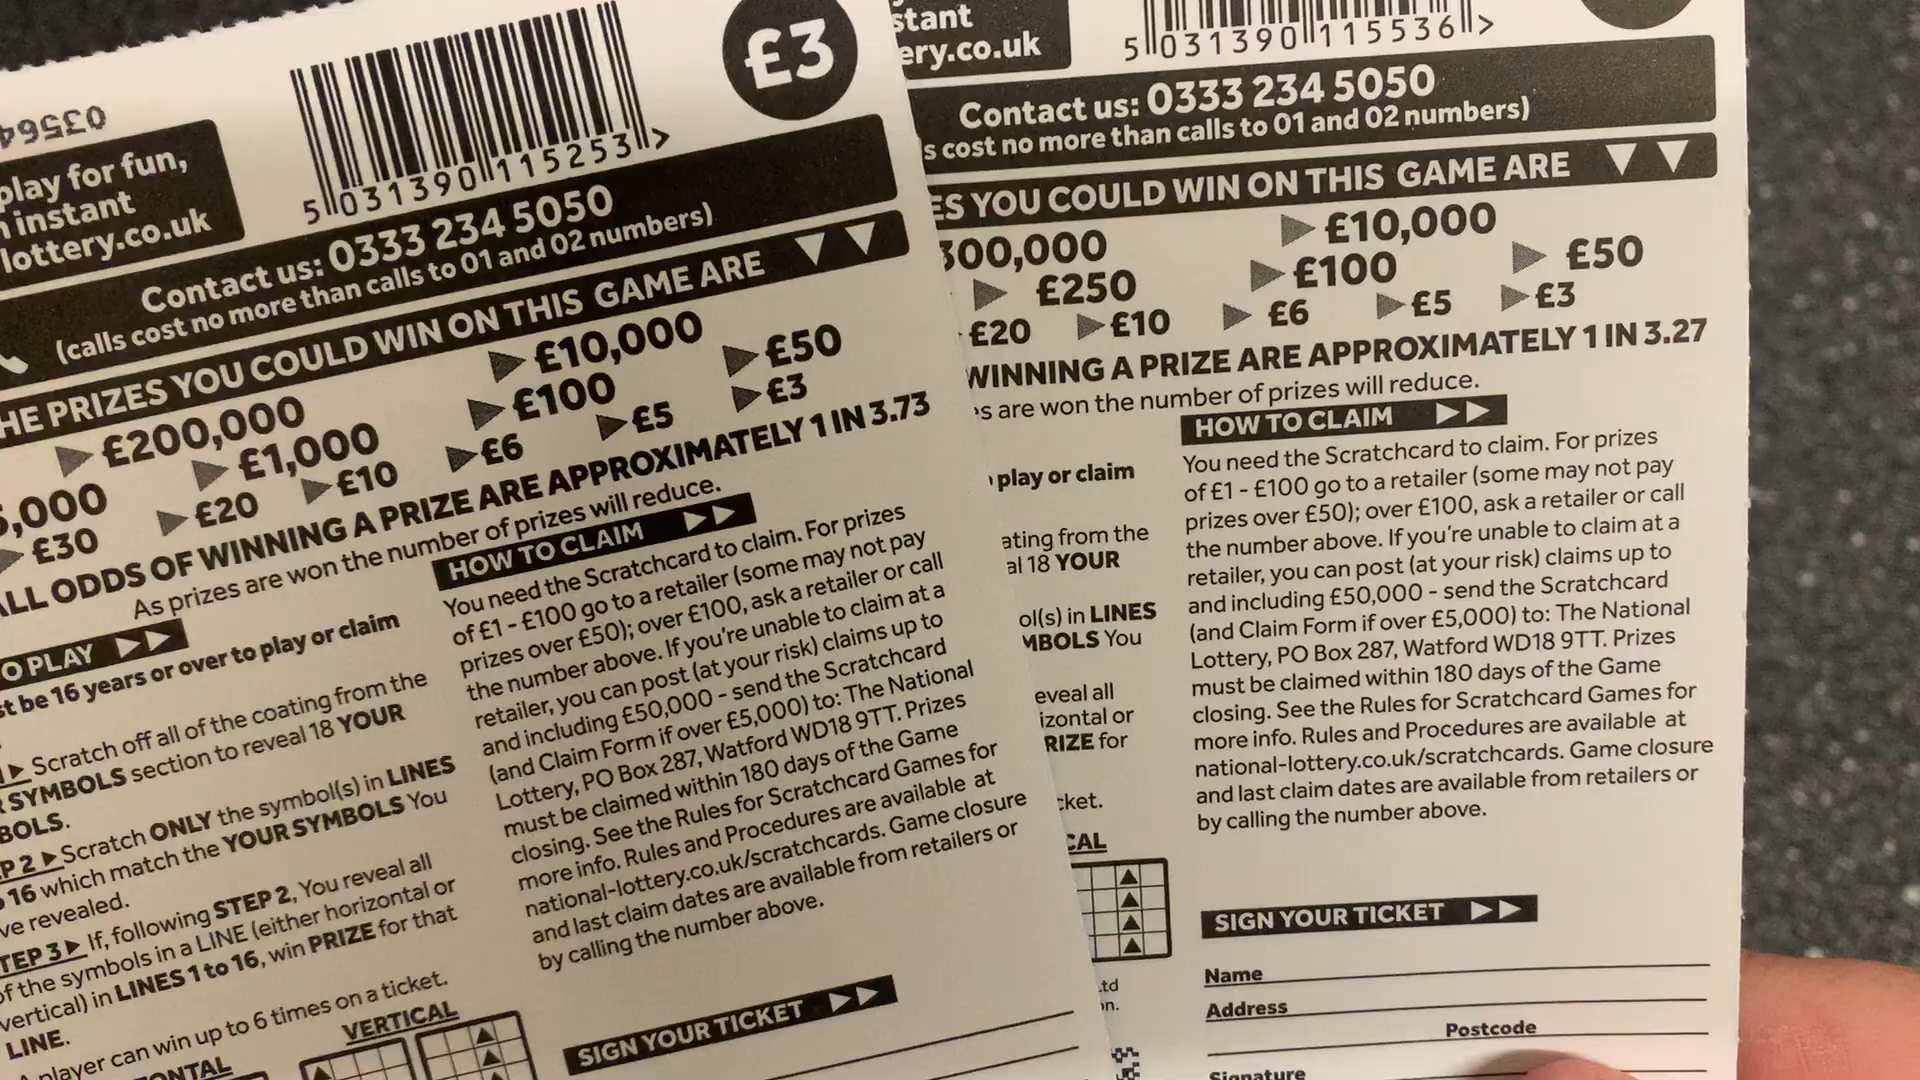 03564
play for fun,
instant
lottery.co.uk
5 031390 115253 >
£3
Contact us: 0333 234 5050
(calls cost no more than calls to 01 and 02 numbers)
HE PRIZES YOU COULD WIN ON THIS GAME ARE
£200,000 £10,000 £50
£1,000 £100 £3
5,000 £20 £10 £6 £5
£30
ALL ODDS OF WINNING A PRIZE ARE APPROXIMATELY 1 IN 3.73
As prizes are won the number of prizes will reduce.
O PLAY
st be 16 years or over to play or claim
Scratch off all of the coating from the
SYMBOLS section to reveal 18 YOUR
BOLS.
P 2 Scratch ONLY the symbol(s) in LINES
16 which match the YOUR SYMBOLS You
ve revealed.
TEP 3 If, following STEP 2, You reveal all
of the symbols in a LINE (either horizontal or
vertical) in LINES 1 to 16, win PRIZE for that
LINE.
player can win up to 6 times on a ticket.
ONTAL VERTICAL
HOW TO CLAIM
You need the Scratchcard to claim. For prizes
of £1 - £100 go to a retailer (some may not pay
prizes over £50); over £100, ask a retailer or call
the number above. If you're unable to claim at a
retailer, you can post (at your risk) claims up to
and including £50,000 - send the Scratchcard
(and Claim Form if over £5,000) to: The National
Lottery, PO Box 287, Watford WD18 9TT. Prizes
must be claimed within 180 days of the Game
closing. See the Rules for Scratchcard Games for
more info. Rules and Procedures are available at
national-lottery.co.uk/scratchcards. Game closure
and last claim dates are available from retailers or
by calling the number above.
SIGN YOUR TICKET
stant
ery.co.uk
5 031390 115536 >
Contact us: 0333 234 5050
s cost no more than calls to 01 and 02 numbers)
ES YOU COULD WIN ON THIS GAME ARE
300,000 £10,000
£250 £100 £50
£20 £10 £6 £5 £3
WINNING A PRIZE ARE APPROXIMATELY 1 IN 3.27
s are won the number of prizes will reduce.
play or claim
ating from the
al 18 YOUR
ol(s) in LINES
MBOLS You
eveal all
izontal or
RIZE for
cket.
CAL
td
on.
HOW TO CLAIM
You need the Scratchcard to claim. For prizes
of £1 - £100 go to a retailer (some may not pay
prizes over £50); over £100, ask a retailer or call
the number above. If you're unable to claim at a
retailer, you can post (at your risk) claims up to
and including £50,000 - send the Scratchcard
(and Claim Form if over £5,000) to: The National
Lottery, PO Box 287, Watford WD18 9TT. Prizes
must be claimed within 180 days of the Game
closing. See the Rules for Scratchcard Games for
more info. Rules and Procedures are available at
national-lottery.co.uk/scratchcards. Game closure
and last claim dates are available from retailers or
by calling the number above.
SIGN YOUR TICKET
Name
Address
Postcode
Signature